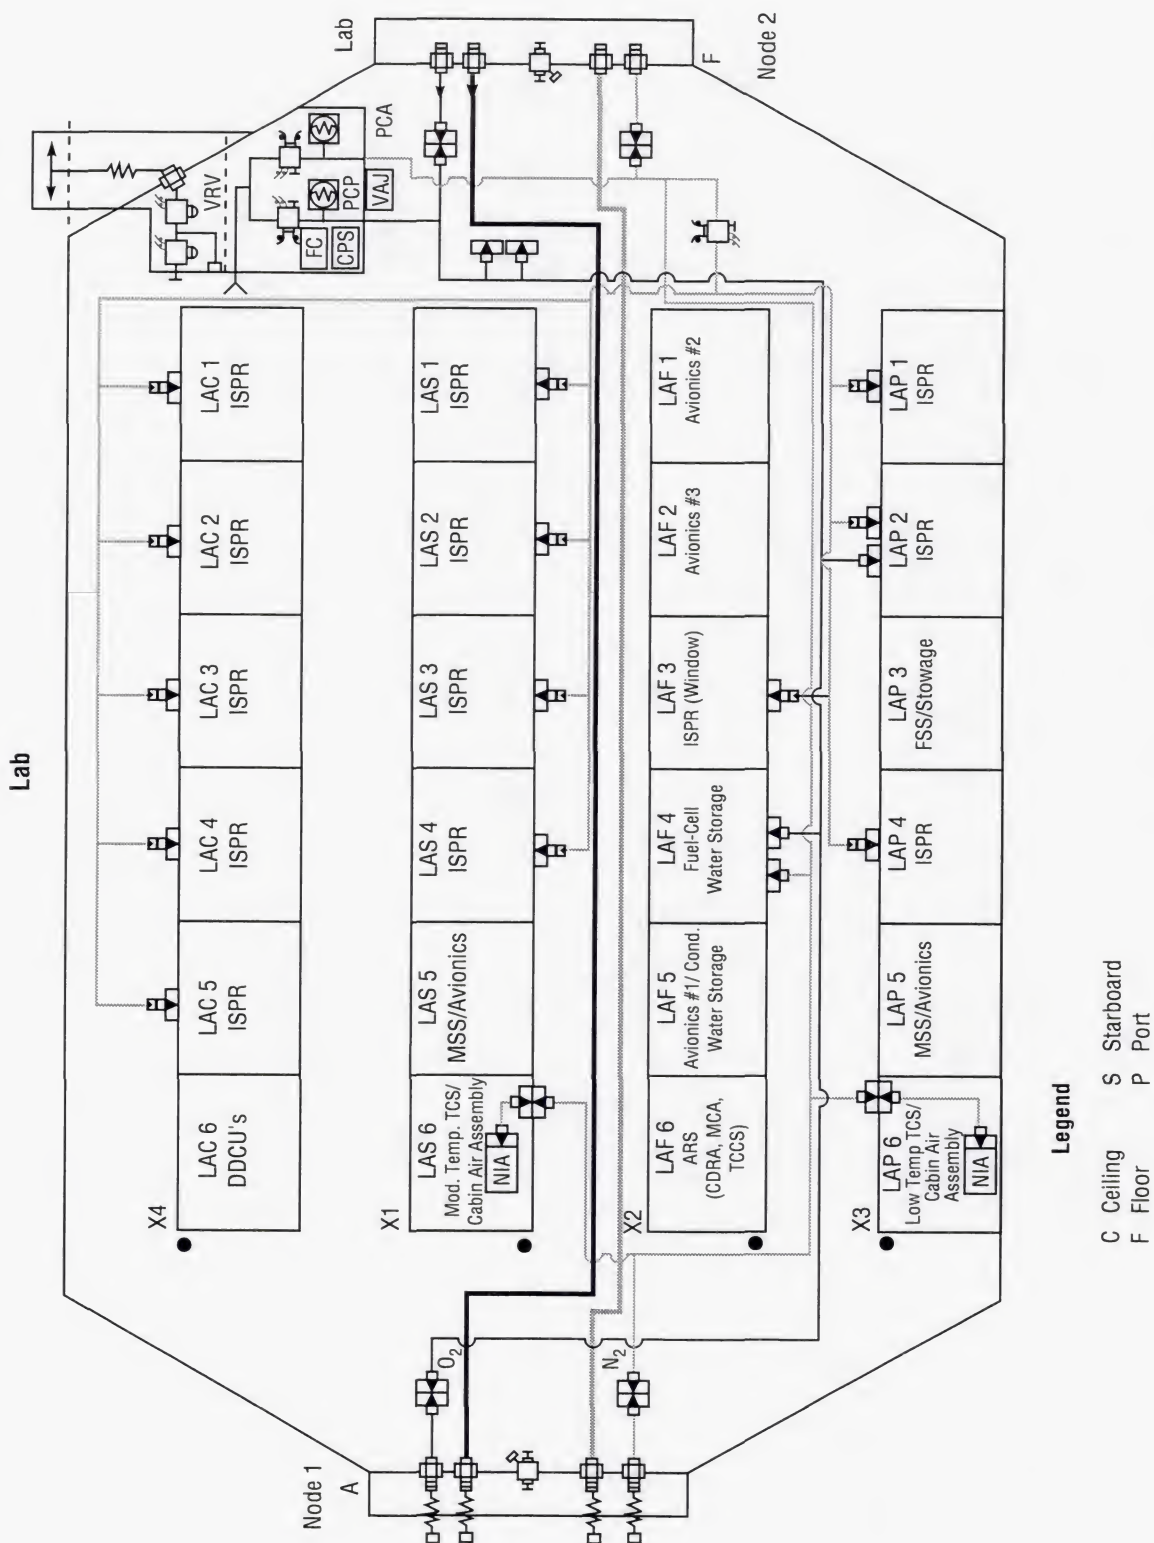 Lab
Node 1
A
Lab
F
Node 2
VRV
PCA
PCP
VAJ
FC
CPS
O2
N2
X4
LAC 6
DDCU's
LAC 5
ISPR
LAC 4
ISPR
LAC 3
ISPR
LAC 2
ISPR
LAC 1
ISPR
X1
LAS 6
Mod. Temp. TCS/
Cabin Air Assembly
NIA
LAS 5
MSS/Avionics
LAS 4
ISPR
LAS 3
ISPR
LAS 2
ISPR
LAS 1
ISPR
X2
LAF 6
ARS
(CDRA, MCA,
TCCS)
LAF 5
Avionics #1/ Cond.
Water Storage
LAF 4
Fuel-Cell
Water Storage
LAF 3
ISPR (Window)
LAF 2
Avionics #3
LAF 1
Avionics #2
X3
LAP 6
Low Temp TCS/
Cabin Air
Assembly
NIA
LAP 5
MSS/Avionics
LAP 4
ISPR
LAP 3
FSS/Stowage
LAP 2
ISPR
LAP 1
ISPR
Legend
C Ceiling S Starboard
F Floor P Port